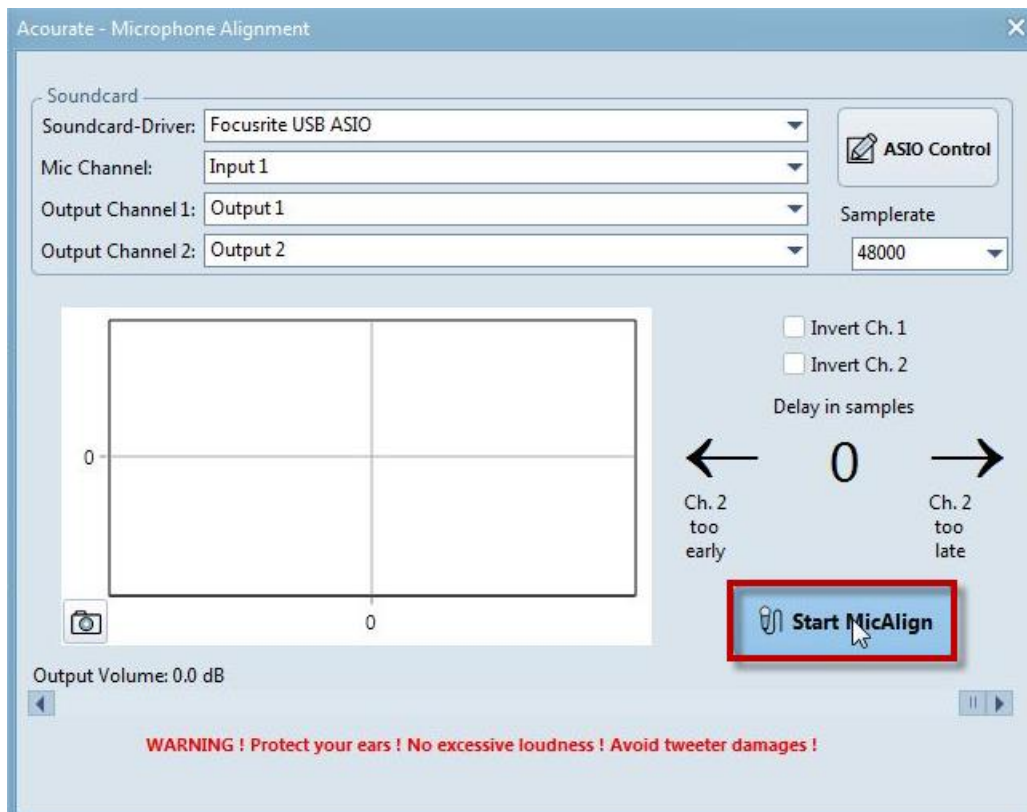 Acourate - Microphone Alignment
Soundcard
Soundcard-Driver: Focusrite USB ASIO
ASIO Control
Mic Channel: Input 1
Output Channel 1: Output 1
Samplerate
Output Channel 2: Output 2
48000
Invert Ch. 1
Invert Ch. 2
Delay in samples
0
0
Ch. 2
too
early
Ch. 2
too
late
0
Start MicAlign
Output Volume: 0.0 dB
WARNING ! Protect your ears ! No excessive loudness ! Avoid tweeter damages !